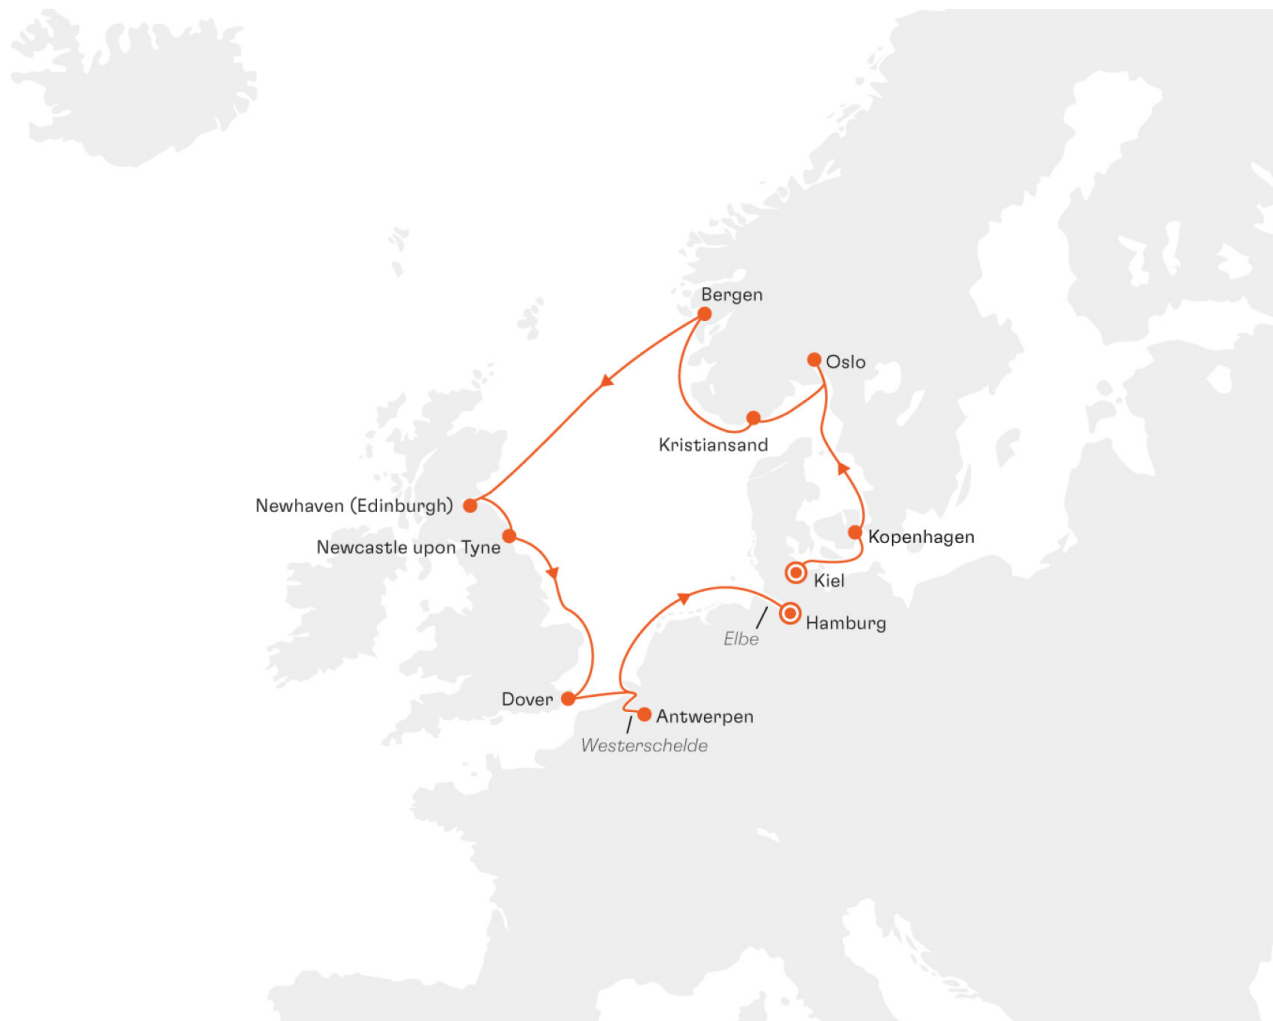 Bergen
Oslo
Kristiansand
Newhaven (Edinburgh)
Newcastle upon Tyne
Kopenhagen
Kiel
Hamburg
Elbe
Dover
Antwerpen
Westerschelde